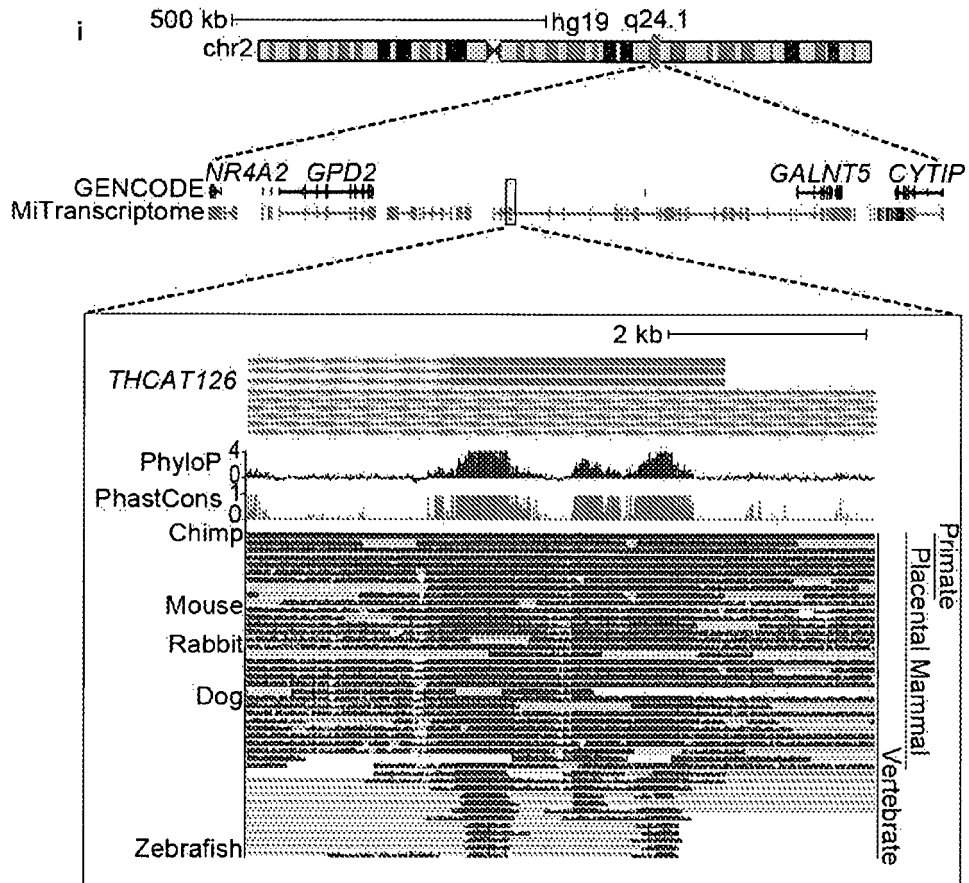 i
500 kb
hg19 q24.1
chr2
NR4A2 GPD2 GALNT5 CYTIP
GENCODE
MiTranscriptome
2 kb
THCAT126
4
PhyloP
0
1
PhastCons
0
Chimp
Mouse
Rabbit
Dog
Zebrafish
Primate
Placental Mammal
Vertebrate